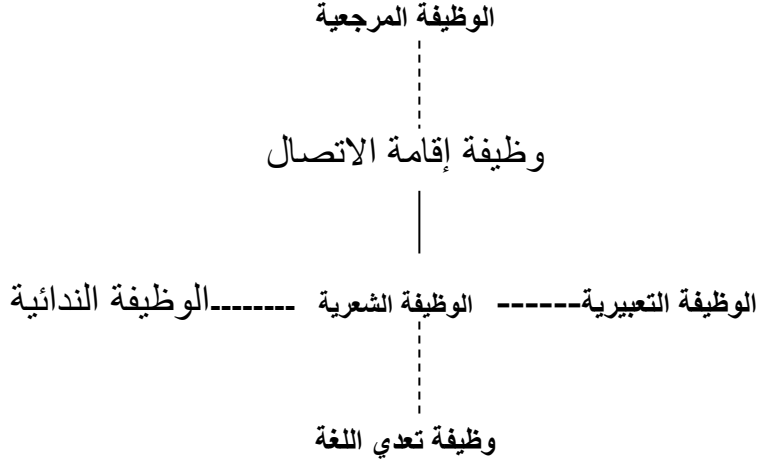 الوظيفة المرجعية
وظيفة إقامة الاتصال
الوظيفة التعبيرية------ الوظيفة الشعرية --------الوظيفة الندائية
وظيفة تعدي اللغة